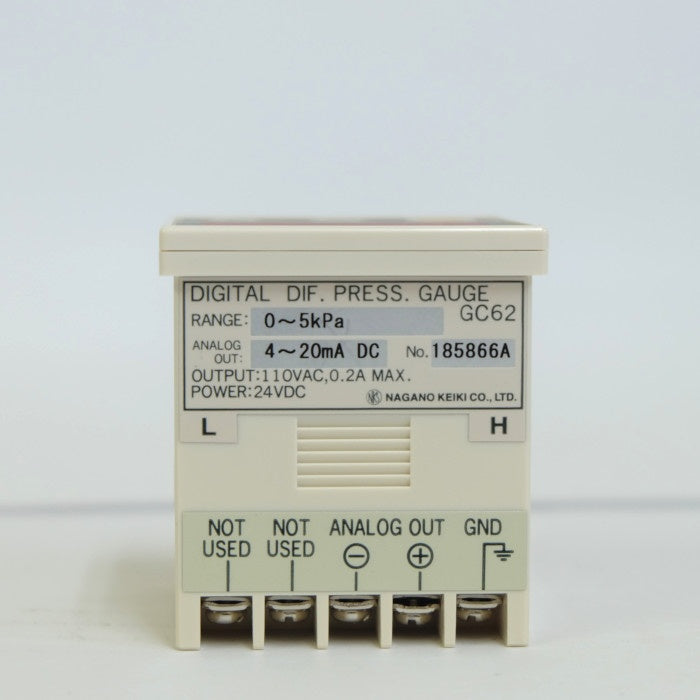 DIGITAL DIF. PRESS. GAUGE
GC62
RANGE: 0~5kPa
ANALOG OUT: 4~20mA DC No. 185866A
OUTPUT:110VAC,0.2A MAX.
POWER:24VDC
NAGANO KEIKI CO., LTD.
L H
NOT USED NOT USED ANALOG OUT GND
⊖ ⊕